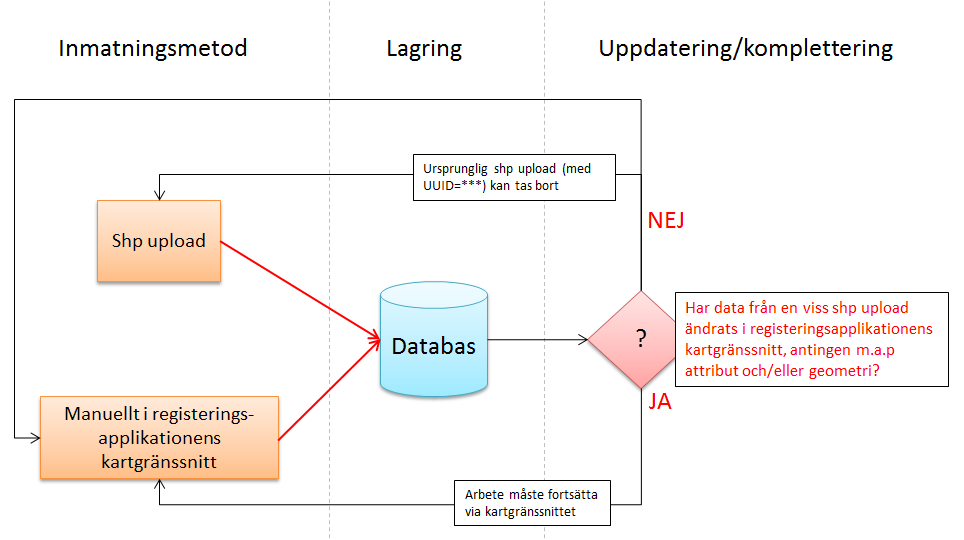 Inmatningsmetod
Lagring
Uppdatering/komplettering
Ursprunglig shp upload (med
UUID=***) kan tas bort
Shp upload
NEJ
Databas
?
Har data från en viss shp upload
ändrats i registeringsapplikationens
kartgränssnitt, antingen m.a.p
attribut och/eller geometri?
JA
Manuellt i registerings-
applikationens
kartgränssnitt
Arbete måste fortsätta
via kartgränssnittet